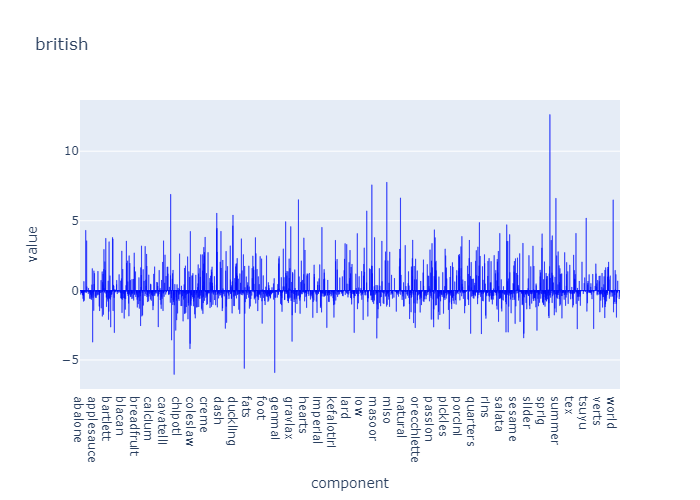 british
value
10
5
0
−5
abalone
applesauce
bartlett
blacan
breadfruit
calcium
cavatelli
chipotl
coleslaw
creme
dash
duckling
fats
foot
genmai
gravlax
hearts
imperial
kefalotiri
lard
low
masoor
miso
natural
orecchiette
passion
pickles
porcini
quarters
rins
salata
sesame
slider
sprig
summer
tex
tsuyu
verts
world
component